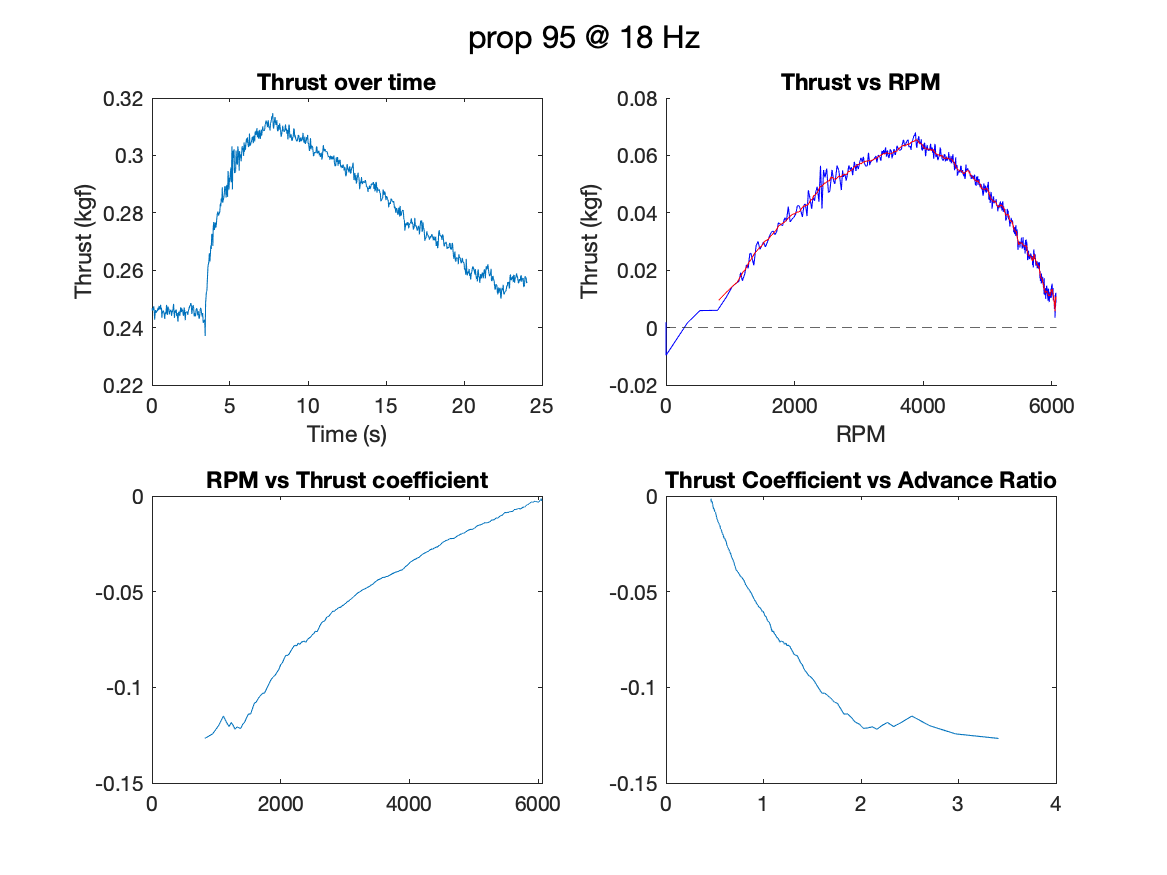 prop 95 @ 18 Hz
Thrust over time
Thrust (kgf)
0.32
0.3
0.28
0.26
0.24
0.22
0 5 10 15 20 25
Time (s)
Thrust vs RPM
Thrust (kgf)
0.08
0.06
0.04
0.02
0
-0.02
0 2000 4000 6000
RPM
RPM vs Thrust coefficient
0
-0.05
-0.1
-0.15
0 2000 4000 6000
Thrust Coefficient vs Advance Ratio
0
-0.05
-0.1
-0.15
0 1 2 3 4